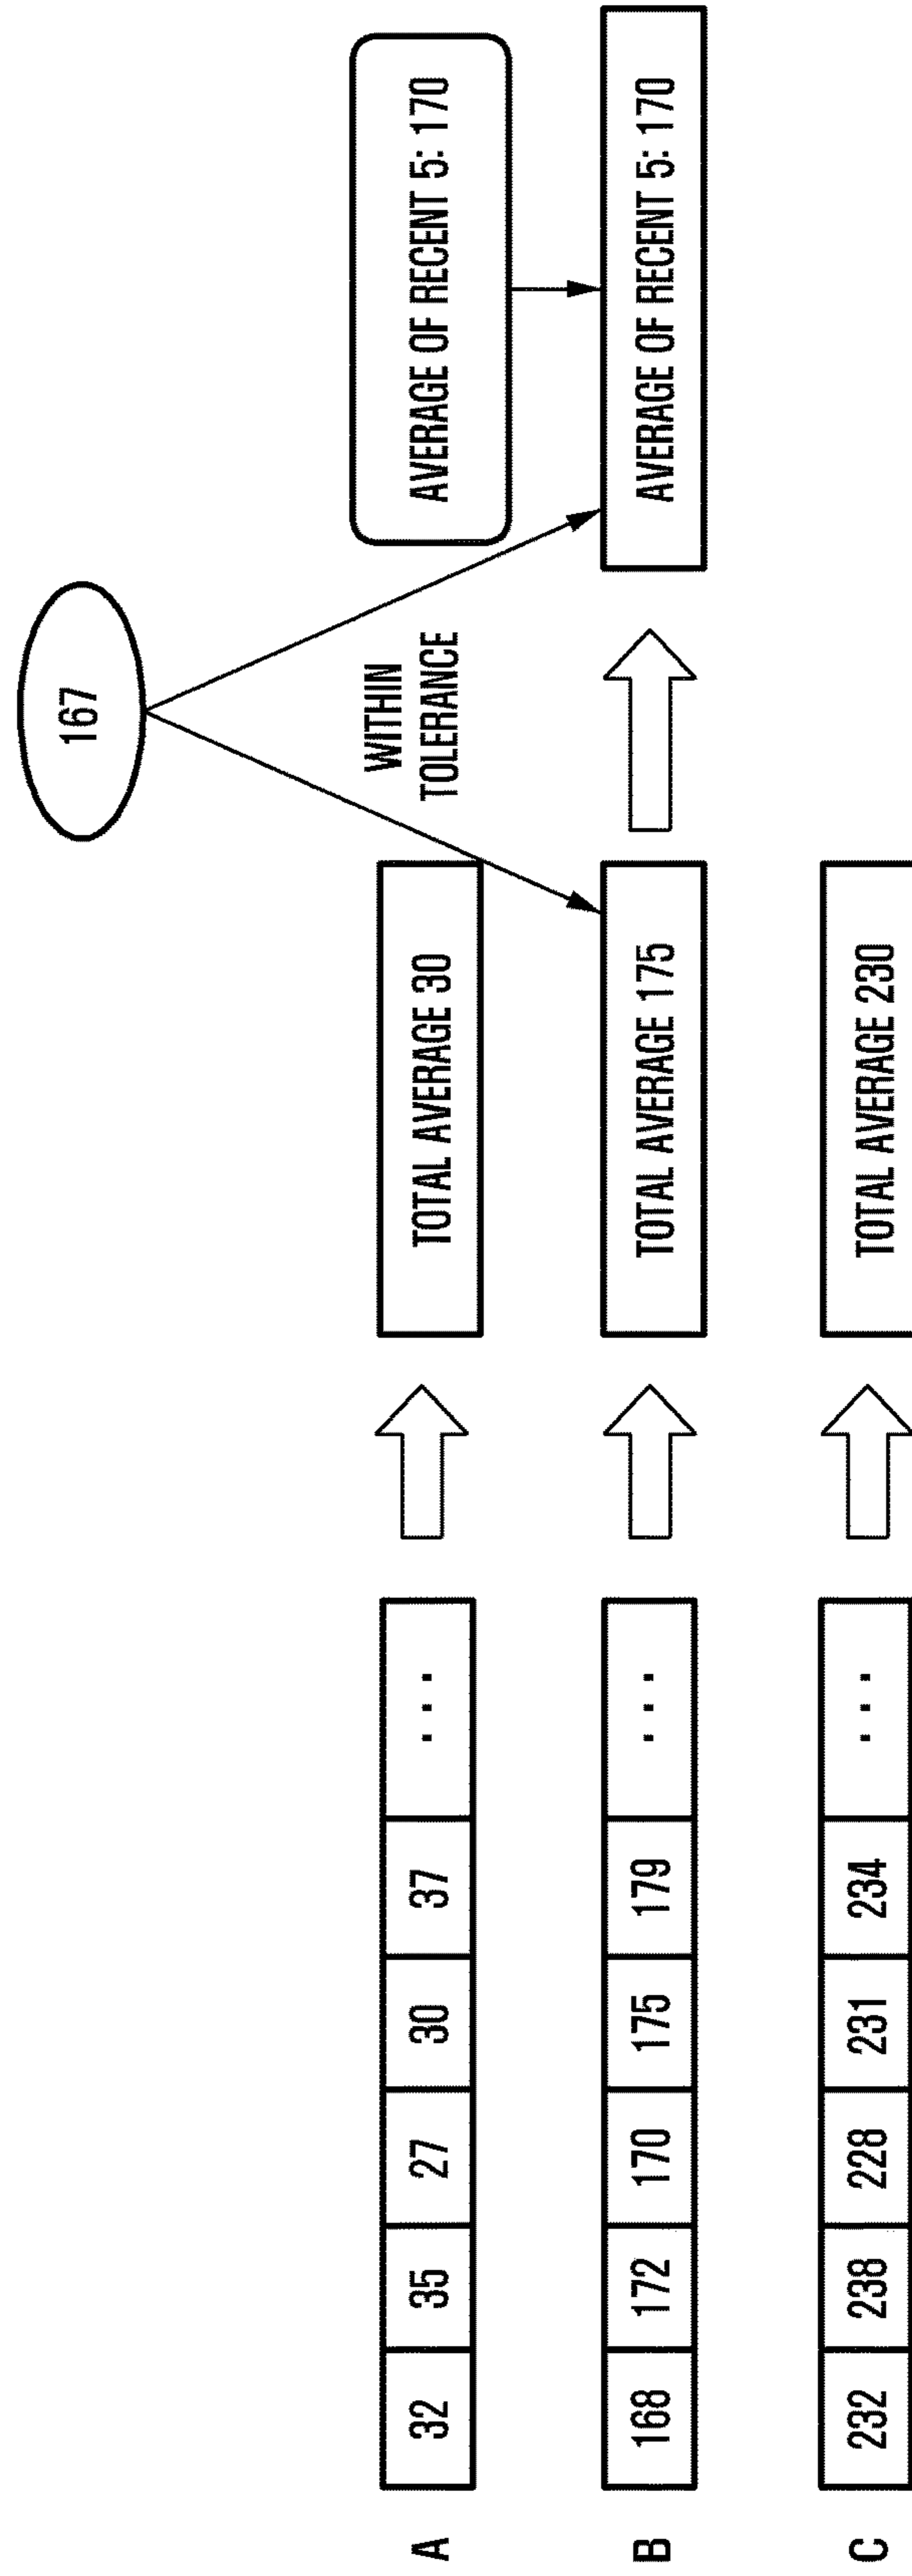 167
WITHIN
TOLERANCE
AVERAGE OF RECENT 5: 170
A 32 35 27 30 37 ... TOTAL AVERAGE 30
B 168 172 170 175 179 ... TOTAL AVERAGE 175 AVERAGE OF RECENT 5: 170
C 232 238 228 231 234 ... TOTAL AVERAGE 230